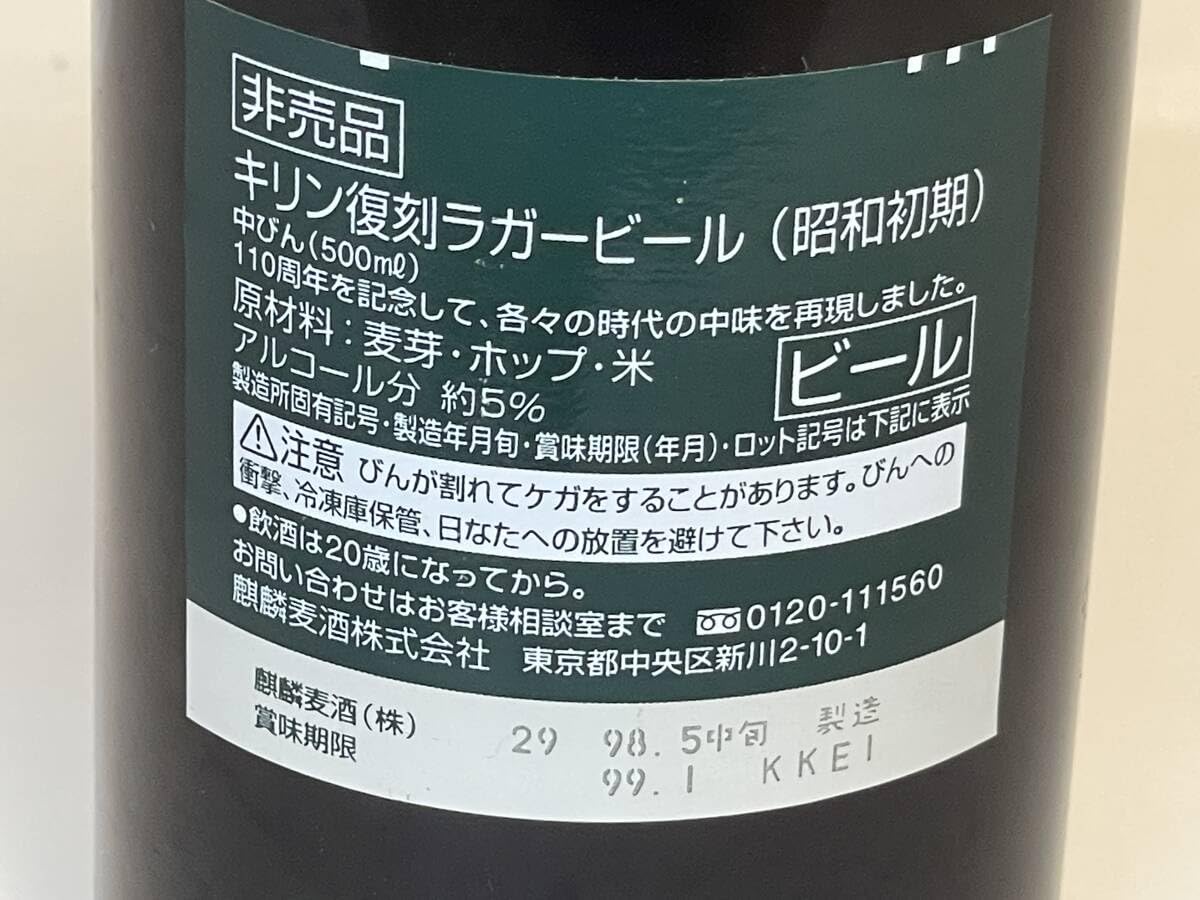 非売品
キリン復刻ラガービール(昭和初期)
中びん(500㎖)
110周年を記念して、各々の時代の中味を再現しました。
原材料:麦芽・ホップ・米
アルコール分 約5%
ビール
製造所固有記号・製造年月旬・賞味期限(年月)・ロット記号は下記に表示
⚠注意 びんが割れてケガをすることがあります。びんへの
衝撃、冷凍庫保管、日なたへの放置を避けて下さい。
●飲酒は20歳になってから。
お問い合わせはお客様相談室まで 0120-111560
麒麟麦酒株式会社 東京都中央区新川2-10-1
麒麟麦酒(株) 29 98.5中旬 製造
賞味期限 99.1 KKEI